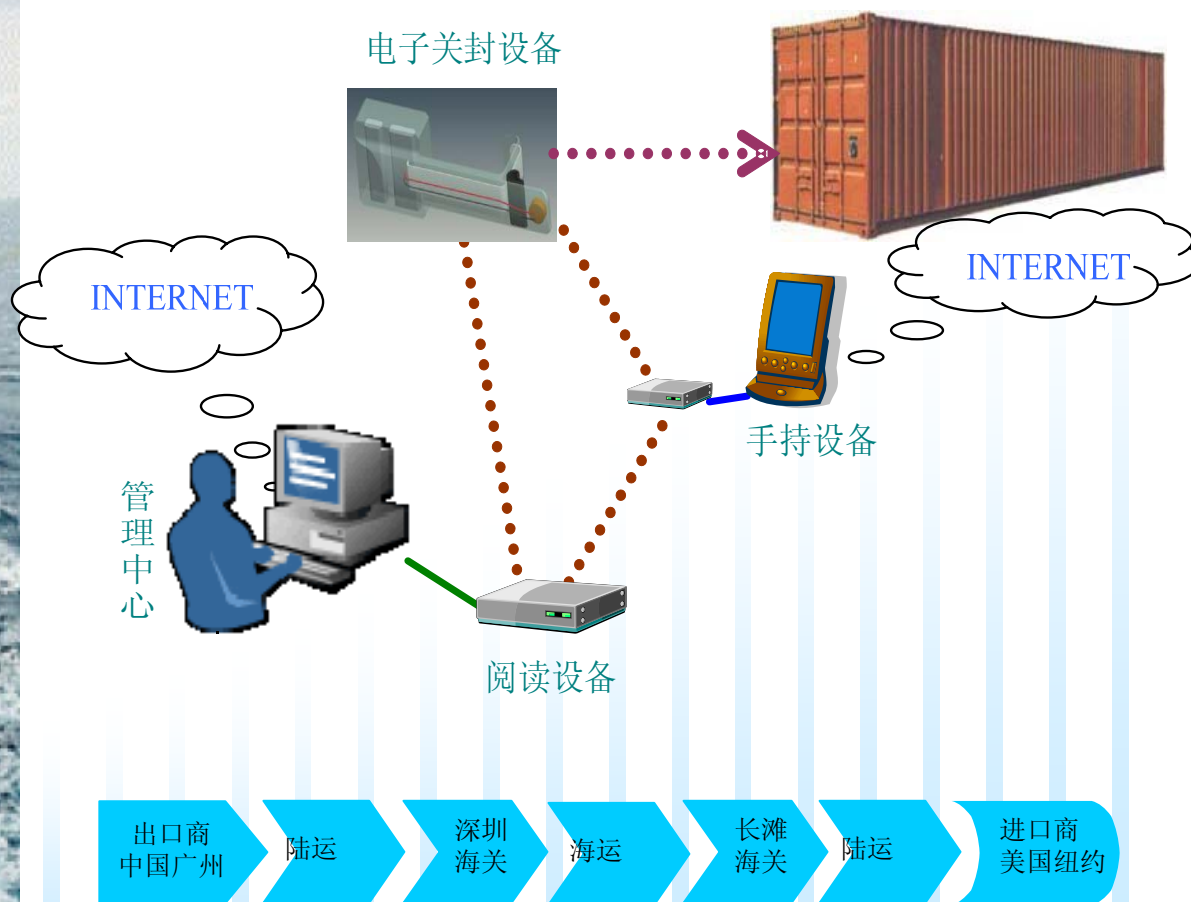 电子关封设备
INTERNET
INTERNET
手持设备
管理中心
阅读设备
出口商
中国广州
陆运
深圳
海关
海运
长滩
海关
陆运
进口商
美国纽约